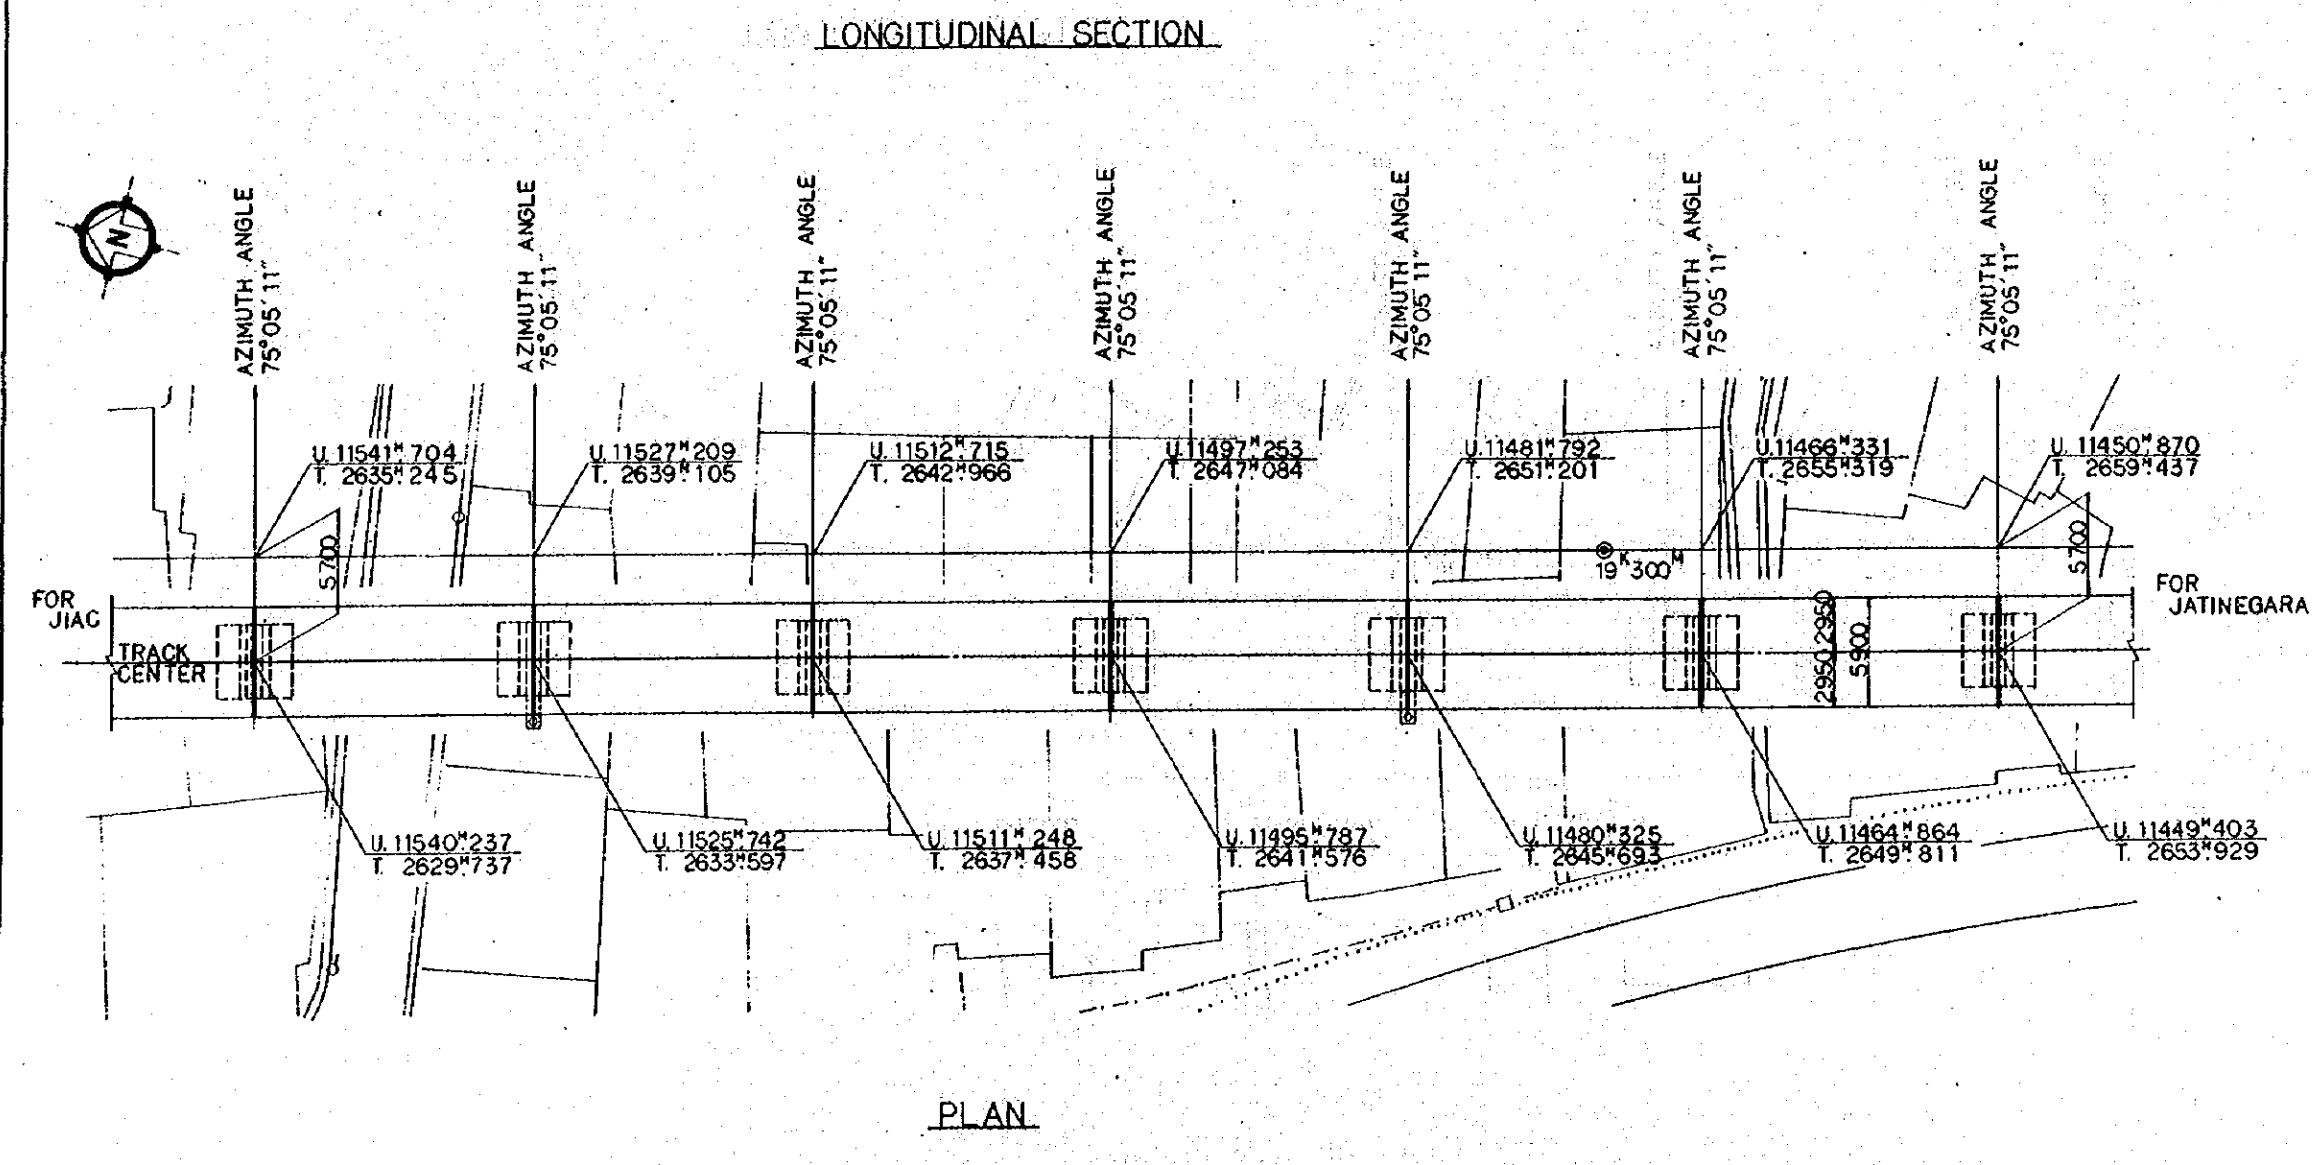 LONGITUDINAL SECTION
N
AZIMUTH ANGLE
75°05'11"
AZIMUTH ANGLE
75°05'11"
AZIMUTH ANGLE
75°05'11"
AZIMUTH ANGLE
75°05'11"
AZIMUTH ANGLE
75°05'11"
AZIMUTH ANGLE
75°05'11"
AZIMUTH ANGLE
75°05'11"
U. 11541ᴹ.704
T. 2635ᴹ.245
U. 11527ᴹ.209
T. 2639ᴹ.105
U. 11512ᴹ.715
T. 2642ᴹ.966
U. 11497ᴹ.253
T. 2647ᴹ.084
U. 11481ᴹ.792
T. 2651ᴹ.201
U. 11466ᴹ.331
T. 2655ᴹ.319
U. 11450ᴹ.870
T. 2659ᴹ.437
5700
19ᴷ300ᴹ
5700
FOR
JIAC
TRACK
CENTER
2950 2950
5900
FOR
JATINEGARA
U. 11540ᴹ.237
T. 2629ᴹ.737
U. 11525ᴹ.742
T. 2633ᴹ.597
U. 11511ᴹ.248
T. 2637ᴹ.458
U. 11495ᴹ.787
T. 2641ᴹ.576
U. 11480ᴹ.325
T. 2645ᴹ.693
U. 11464ᴹ.864
T. 2649ᴹ.811
U. 11449ᴹ.403
T. 2653ᴹ.929
PLAN